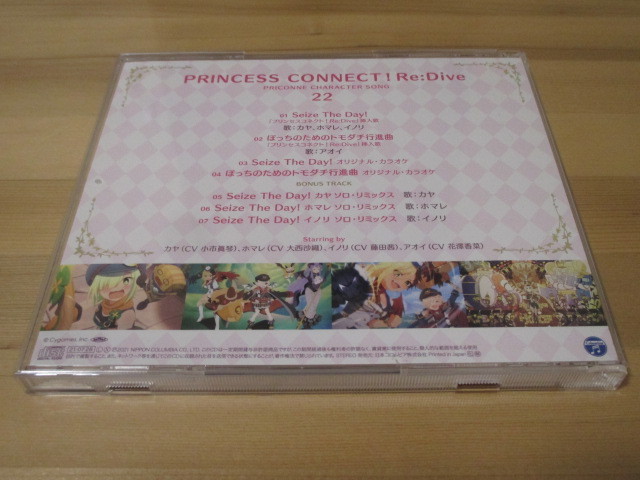 PRINCESS CONNECT! Re:Dive
PRICONNE CHARACTER SONG
22
01 Seize The Day!
(プリンセスコネクト!Re:Dive)挿入歌
歌:カヤ、ホマレ、イノリ
02 ぼっちのためのトモダチ行進曲
(プリンセスコネクト!Re:Dive)挿入歌
歌:アオイ
03 Seize The Day! オリジナル・カラオケ
04 ぼっちのためのトモダチ行進曲 オリジナル・カラオケ
BONUS TRACK
05 Seize The Day! カヤ ソロ・リミックス 歌:カヤ
06 Seize The Day! ホマレ ソロ・リミックス 歌:ホマレ
07 Seize The Day! イノリ ソロ・リミックス 歌:イノリ
Starring by
カヤ(CV 小市眞琴)、ホマレ(CV 大西沙織)、イノリ(CV 藤田茜)、アオイ(CV 花澤香菜)
© Cygames, Inc.
NIPPON COLUMBIA CO., LTD.
STEREO
Printed in Japan